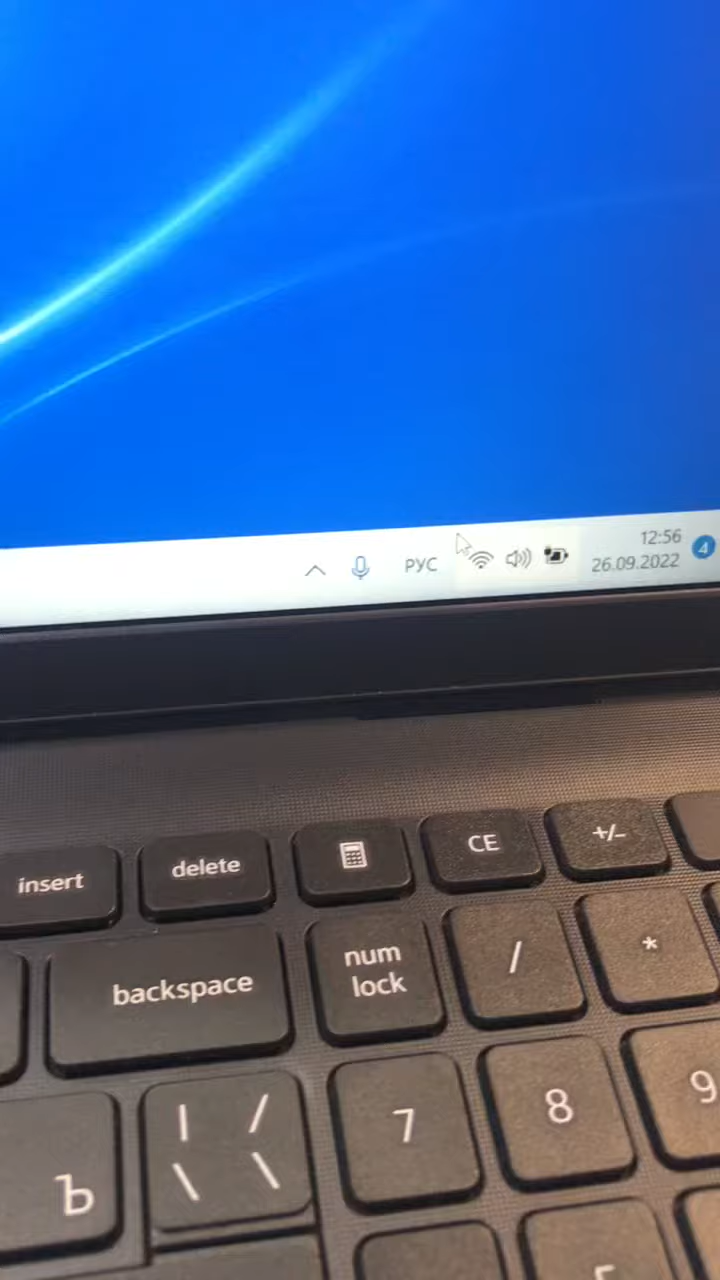 12:56
РУС 26.09.2022 4
insert delete CE +/-
backspace num lock / *
Ъ | / \ \ 7 8 9